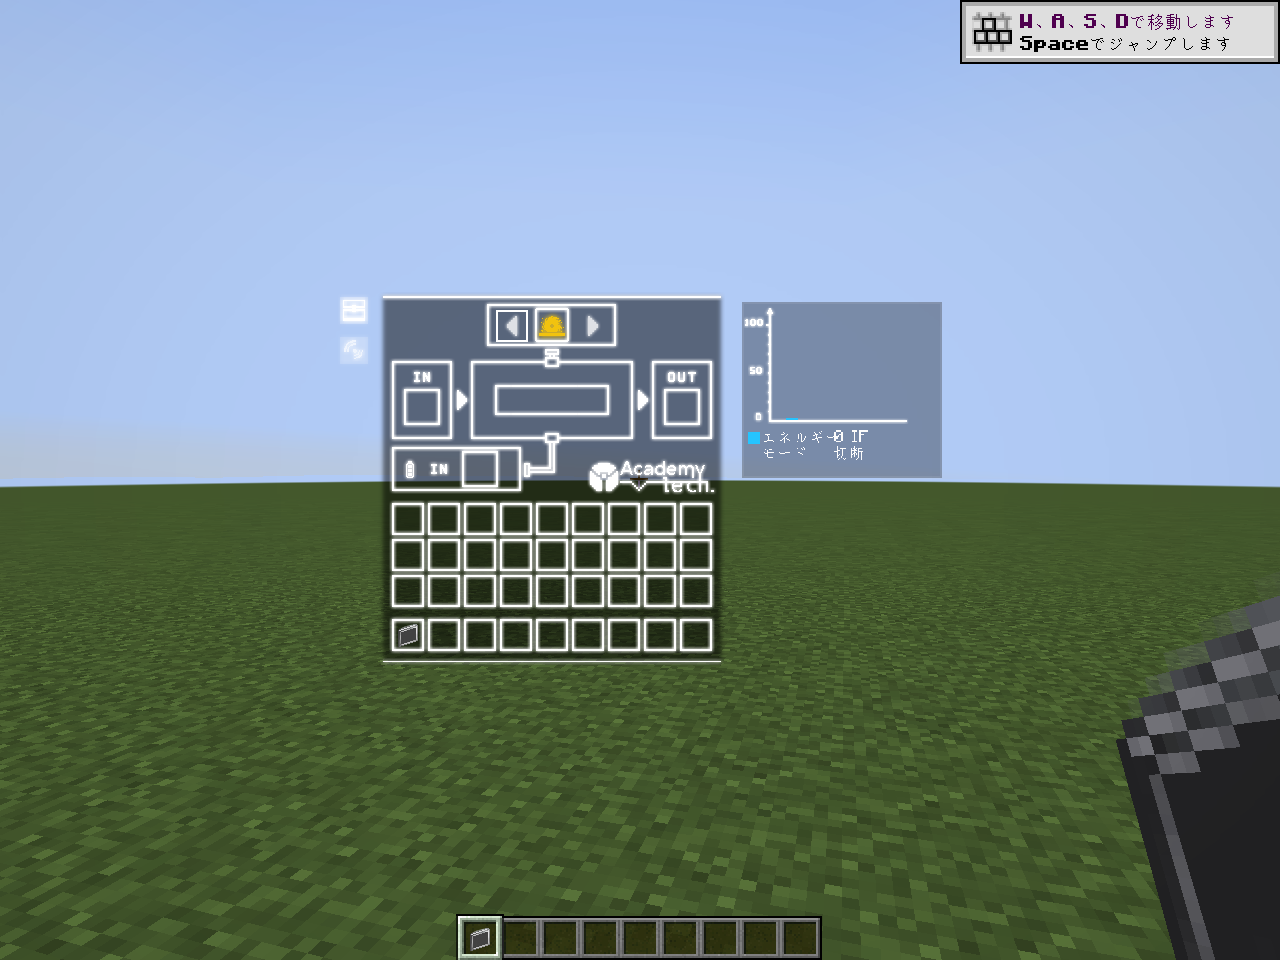 W、A、S、Dで移動します
Spaceでジャンプします
IN
OUT
IN
Academy
Tech.
100
50
0
エネルギー0 IF
モード 切断